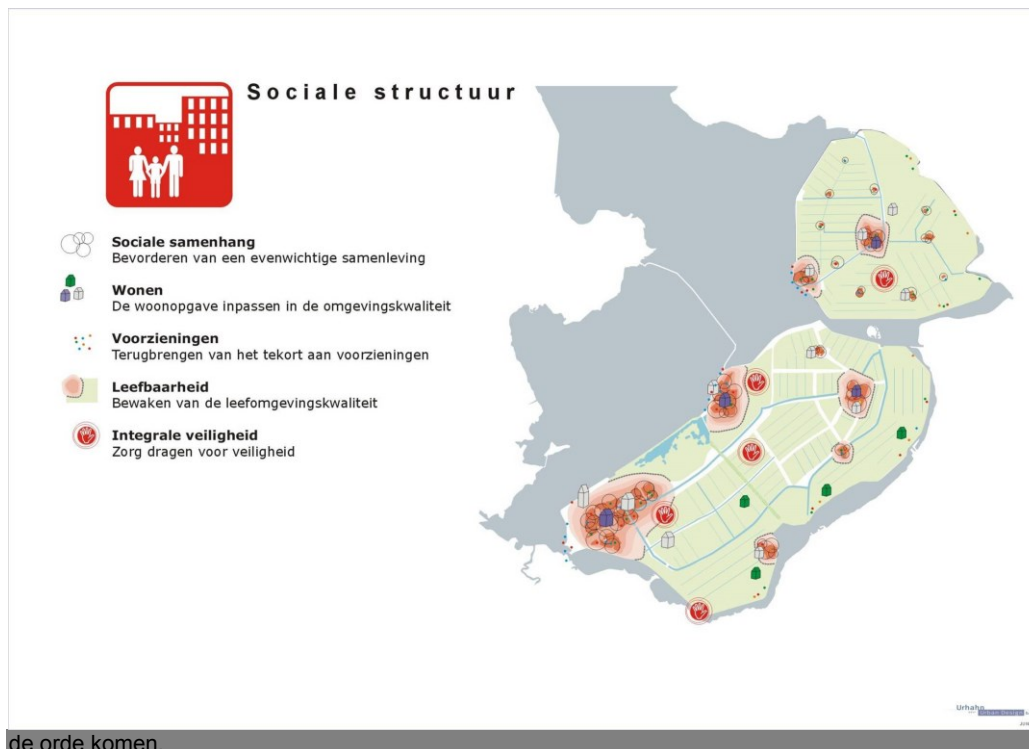 Sociale structuur
Sociale samenhang
Bevorderen van een evenwichtige samenleving
Wonen
De woonopgave inpassen in de omgevingskwaliteit
Voorzieningen
Terugbrengen van het tekort aan voorzieningen
Leefbaarheid
Bewaken van de leefomgevingskwaliteit
Integrale veiligheid
Zorg dragen voor veiligheid
Urhahn
Urban Design
de orde komen